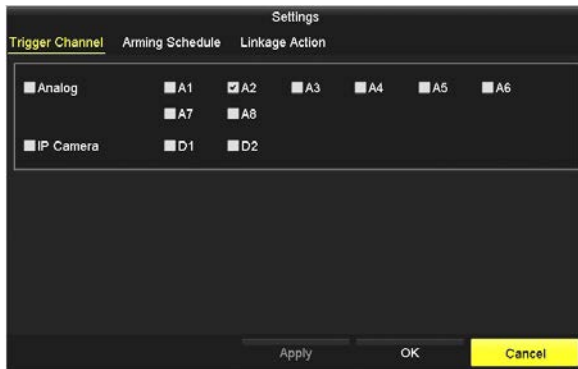 Settings
Trigger Channel Arming Schedule Linkage Action
Analog A1 A2 A3 A4 A5 A6
A7 A8
IP Camera D1 D2
Apply OK Cancel